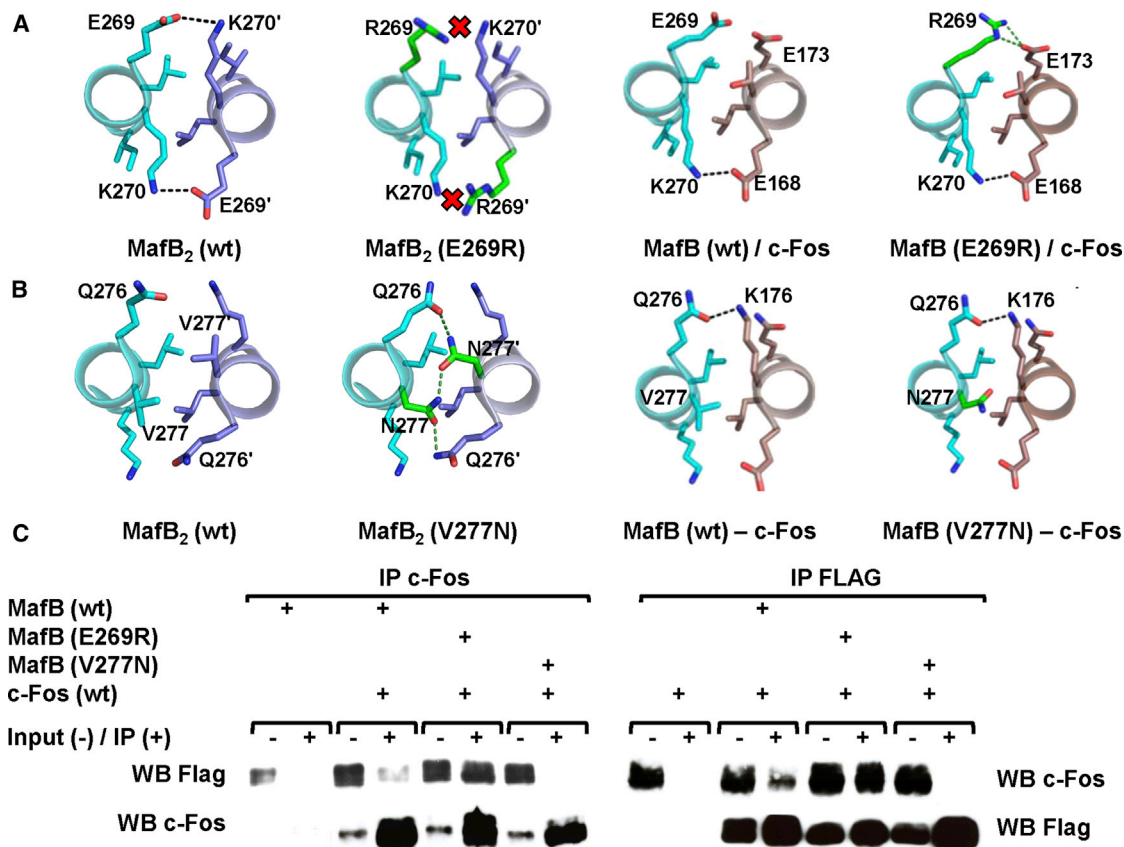 A
E269 K270' R269 K270' E269 E173 R269 E173
K270 E269' K270 R269' K270 E168 K270 E168
MafB2 (wt) MafB2 (E269R) MafB (wt) / c-Fos MafB (E269R) / c-Fos
B
Q276 V277' Q276 N277' Q276 K176 Q276 K176
V277 Q276' N277 Q276' V277 N277
MafB2 (wt) MafB2 (V277N) MafB (wt) – c-Fos MafB (V277N) – c-Fos
C
IP c-Fos IP FLAG
MafB (wt) + + +
MafB (E269R) + +
MafB (V277N) + +
c-Fos (wt) + + + + + + +
Input (-) / IP (+) - + - + - + - + - + - + - + - +
WB Flag WB c-Fos
WB c-Fos WB Flag